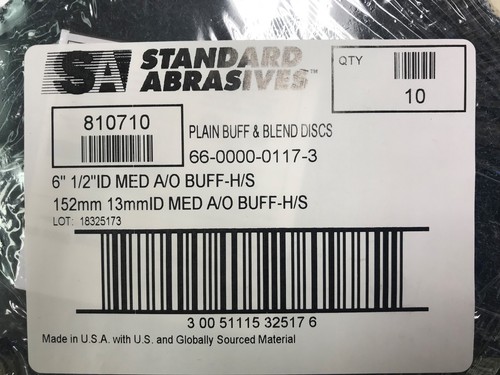 SA STANDARD
ABRASIVES™
QTY
10
810710
PLAIN BUFF & BLEND DISCS
66-0000-0117-3
6" 1/2"ID MED A/O BUFF-H/S
152mm 13mmID MED A/O BUFF-H/S
LOT: 18325173
3 00 51115 32517 6
Made in U.S.A. with U.S. and Globally Sourced Material